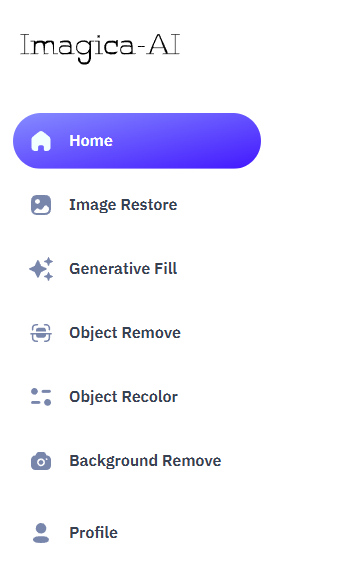 Imagica-AI
Home
Image Restore
Generative Fill
Object Remove
Object Recolor
Background Remove
Profile